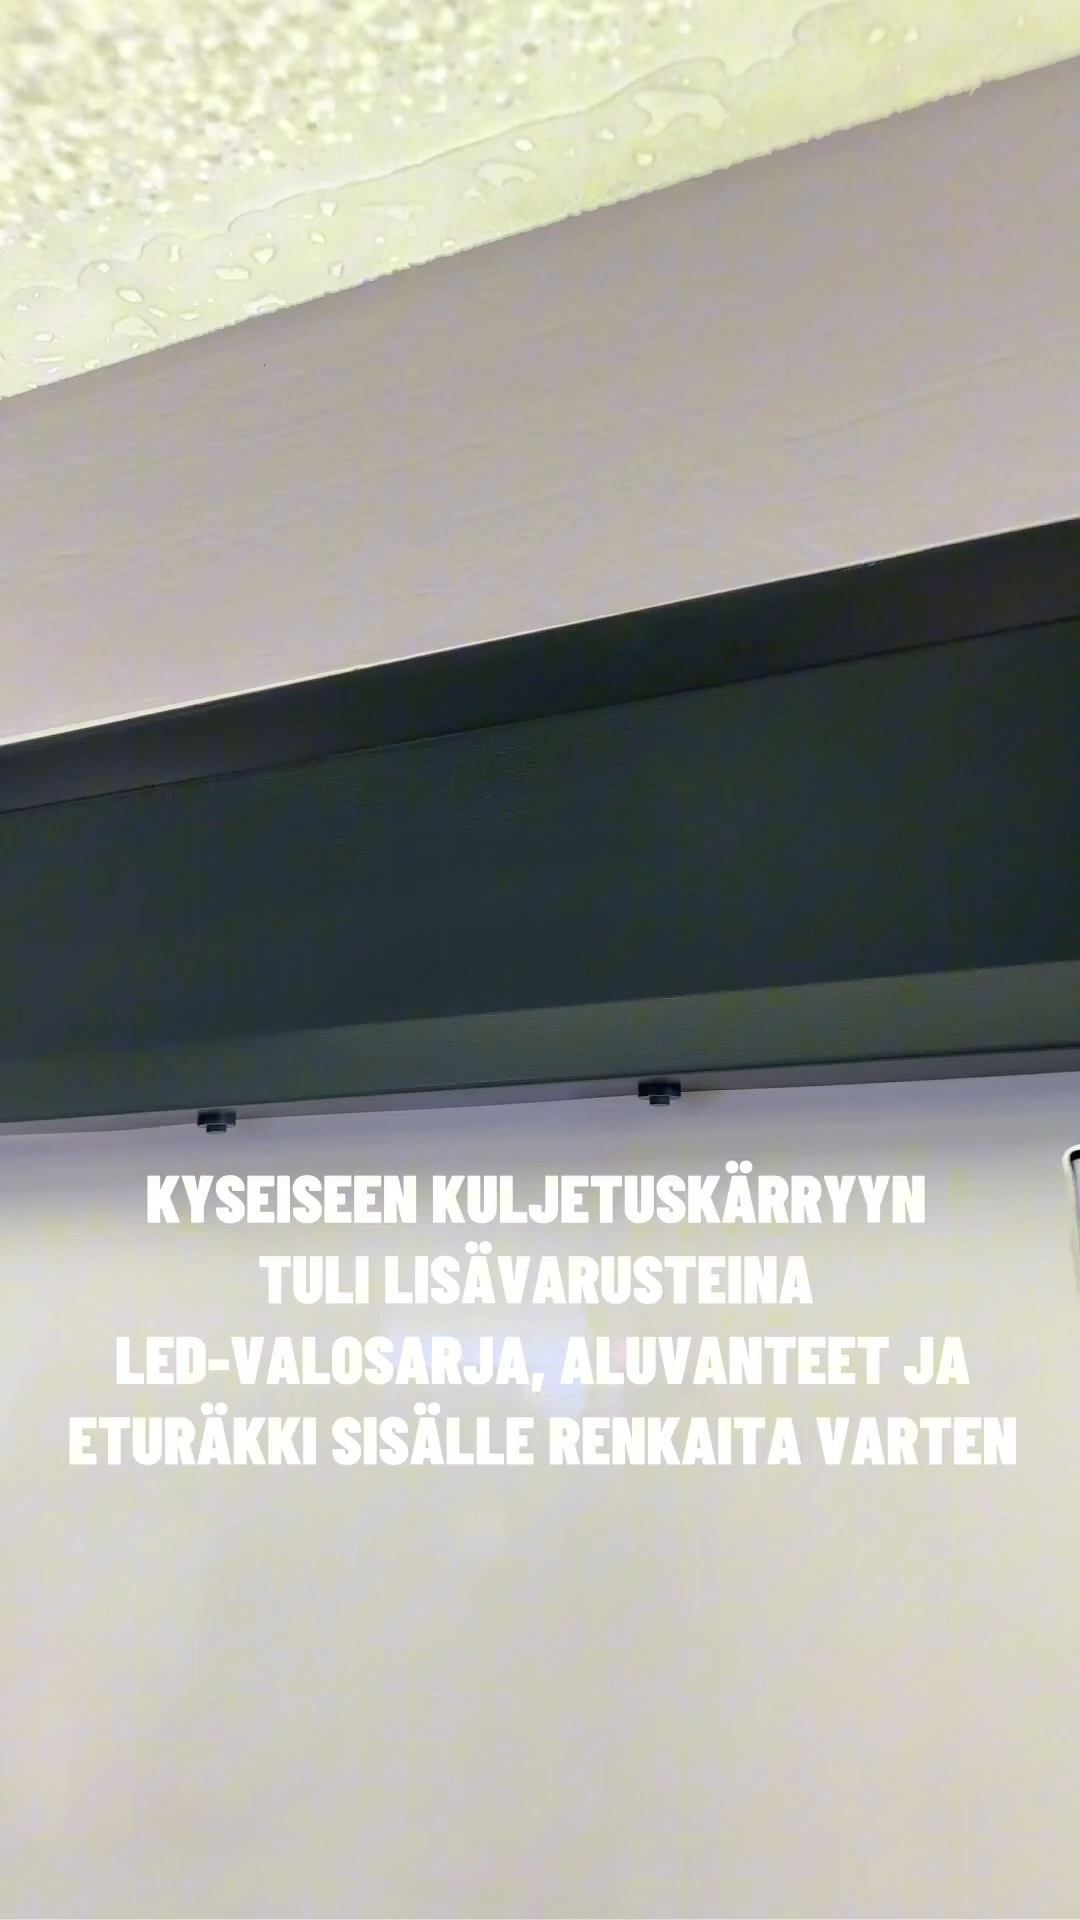 KYSEISEEN KULJETUSKÄRRYYN
TULI LISÄVARUSTEINA
LED-VALOSARJA, ALUVANTEET JA
ETURÄKKI SISÄLLE RENKAITA VARTEN